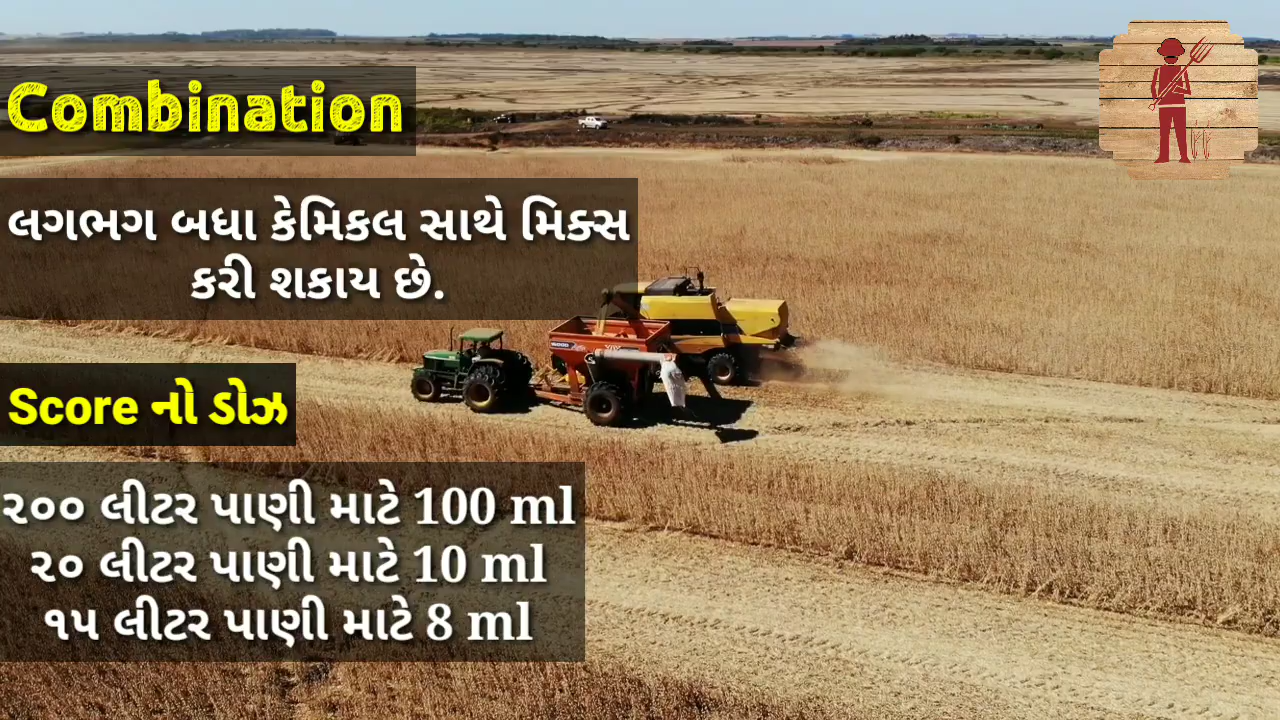 Combination
લગભગ બધા કેમિકલ સાથે મિક્સ
કરી શકાય છે.
Score નો ડોઝ
૨૦૦ લીટર પાણી માટે 100 ml
૨૦ લીટર પાણી માટે 10 ml
૧૫ લીટર પાણી માટે 8 ml